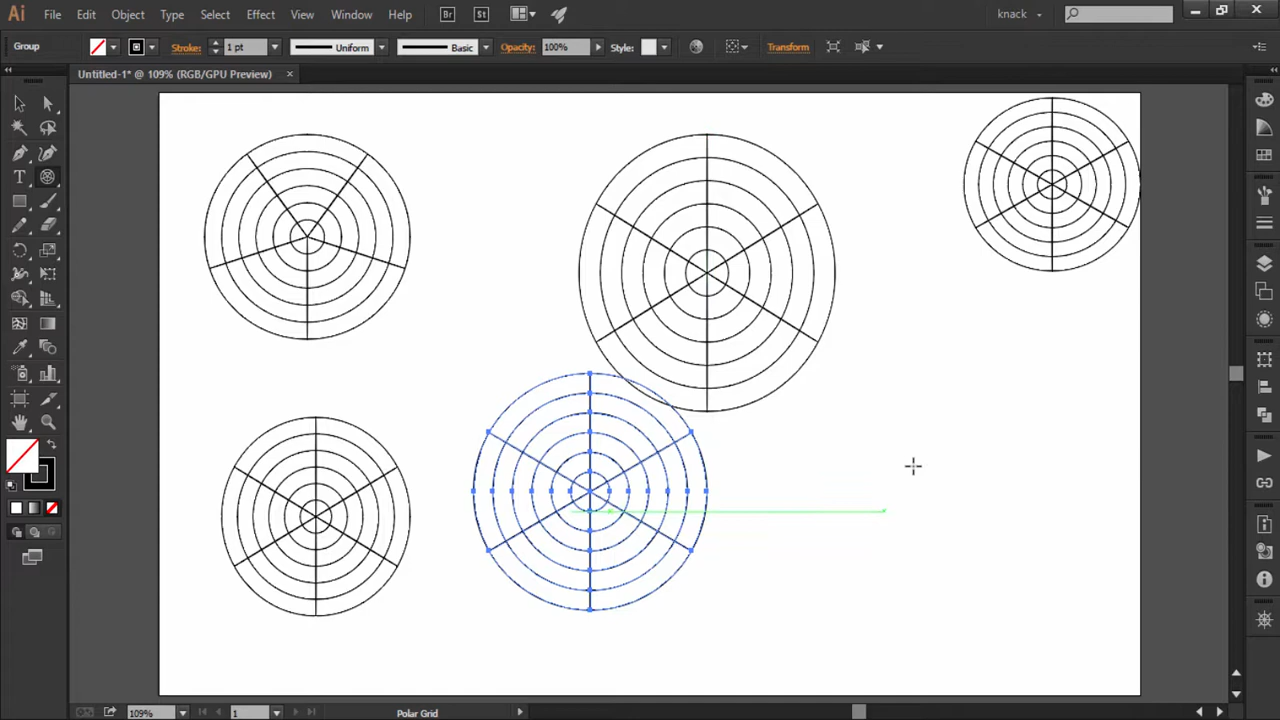 Ai File Edit Object Type Select Effect View Window Help Br St knack
Group Stroke: 1 pt Uniform Basic Opacity: 100% Style: Transform
Untitled-1* @ 109% (RGB/GPU Preview)
109% 1 Polar Grid